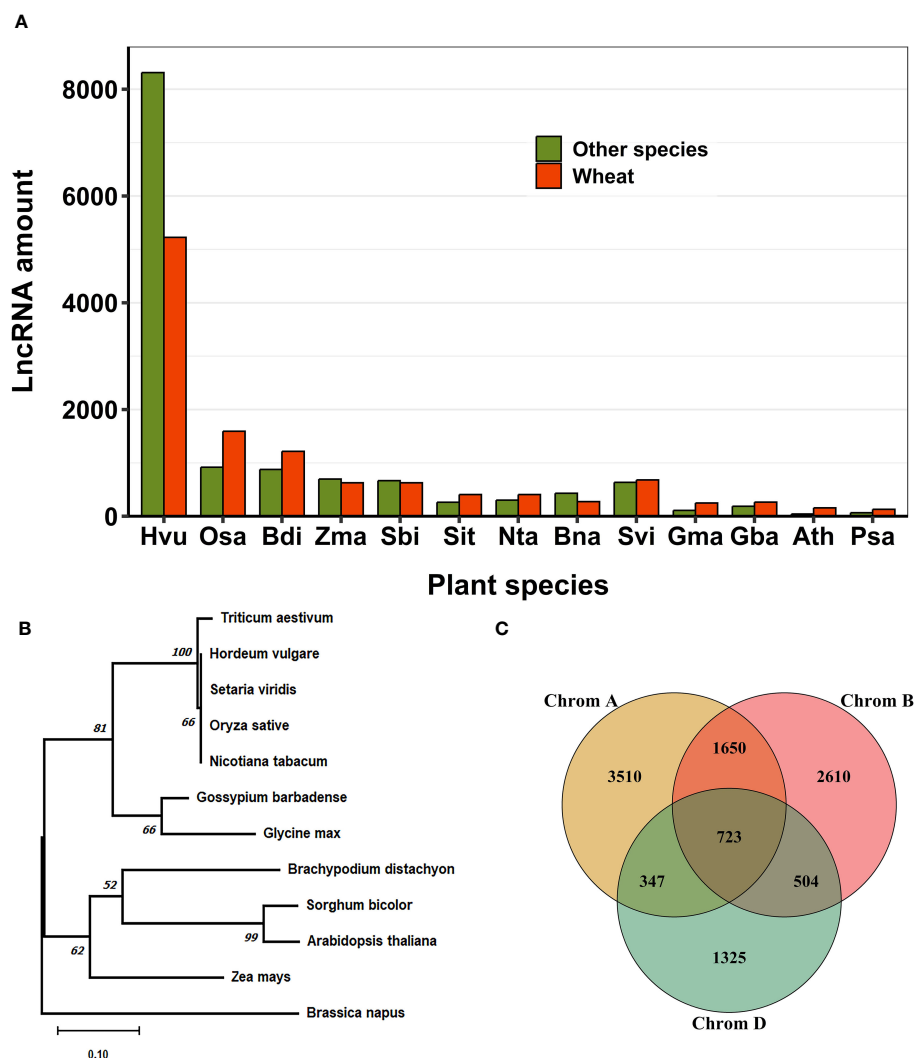 A
LncRNA amount
8000
6000
4000
2000
0
Other species
Wheat
Hvu Osa Bdi Zma Sbi Sit Nta Bna Svi Gma Gba Ath Psa
Plant species
B
Triticum aestivum
Hordeum vulgare
Setaria viridis
Oryza sative
Nicotiana tabacum
Gossypium barbadense
Glycine max
Brachypodium distachyon
Sorghum bicolor
Arabidopsis thaliana
Zea mays
Brassica napus
100
66
81
66
52
99
62
0.10
C
Chrom A
Chrom B
1650
3510
2610
723
347
504
1325
Chrom D